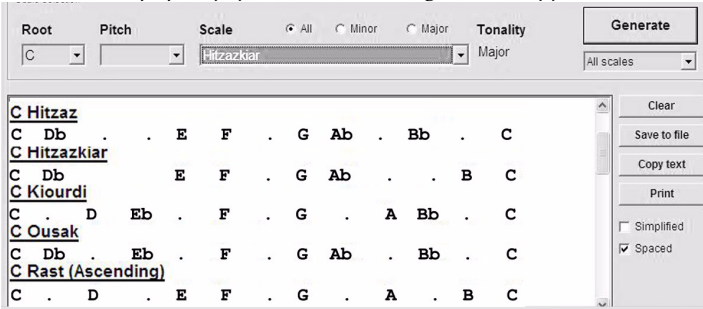 Root Pitch Scale All Minor Major Tonality Generate
C Hitzazkiar Major All scales
C Hitzaz
C Db . . E F . G Ab . Bb . C
C Hitzazkiar
C Db E F . G Ab . . B C
C Kiourdi
C . D Eb . F . G . A Bb . C
C Ousak
C Db . Eb . F . G Ab . Bb . C
C Rast (Ascending)
C . D . E F . G . A . B C
Clear
Save to file
Copy text
Print
Simplified
Spaced